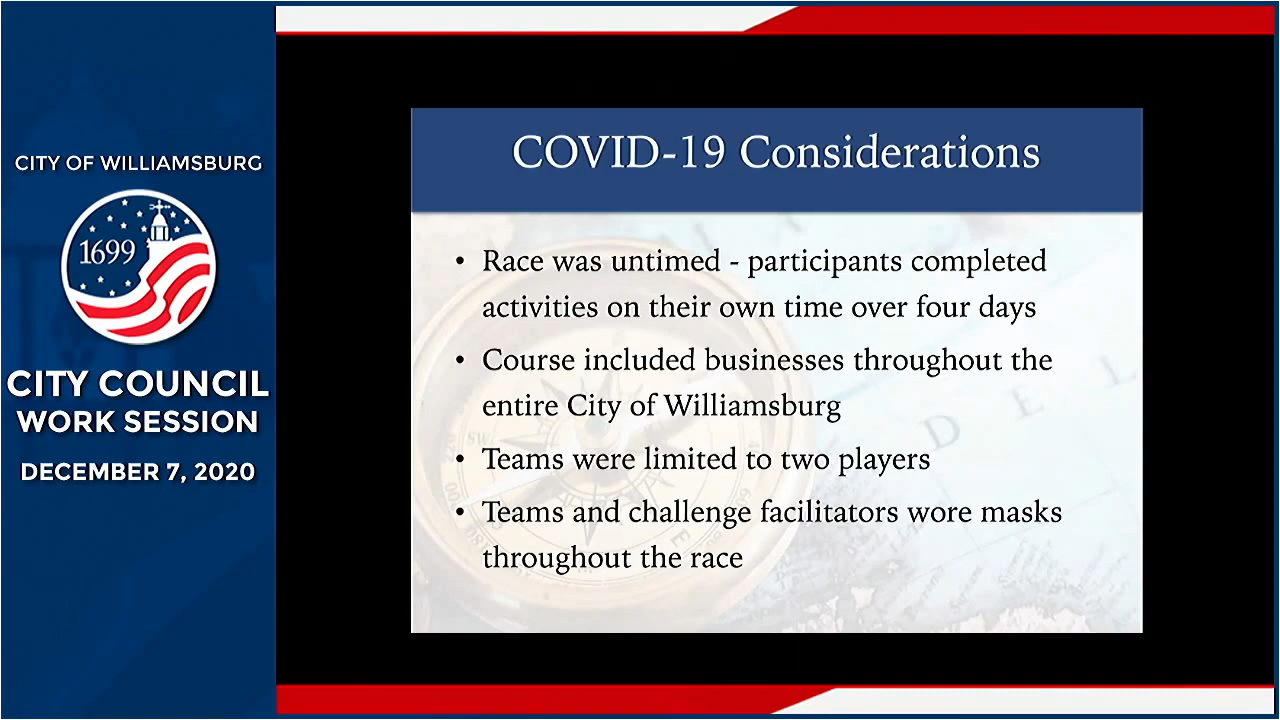 CITY OF WILLIAMSBURG
1699
CITY COUNCIL
WORK SESSION
DECEMBER 7, 2020
COVID-19 Considerations
• Race was untimed - participants completed
activities on their own time over four days
• Course included businesses throughout the
entire City of Williamsburg
• Teams were limited to two players
• Teams and challenge facilitators wore masks
throughout the race
D E L
SW